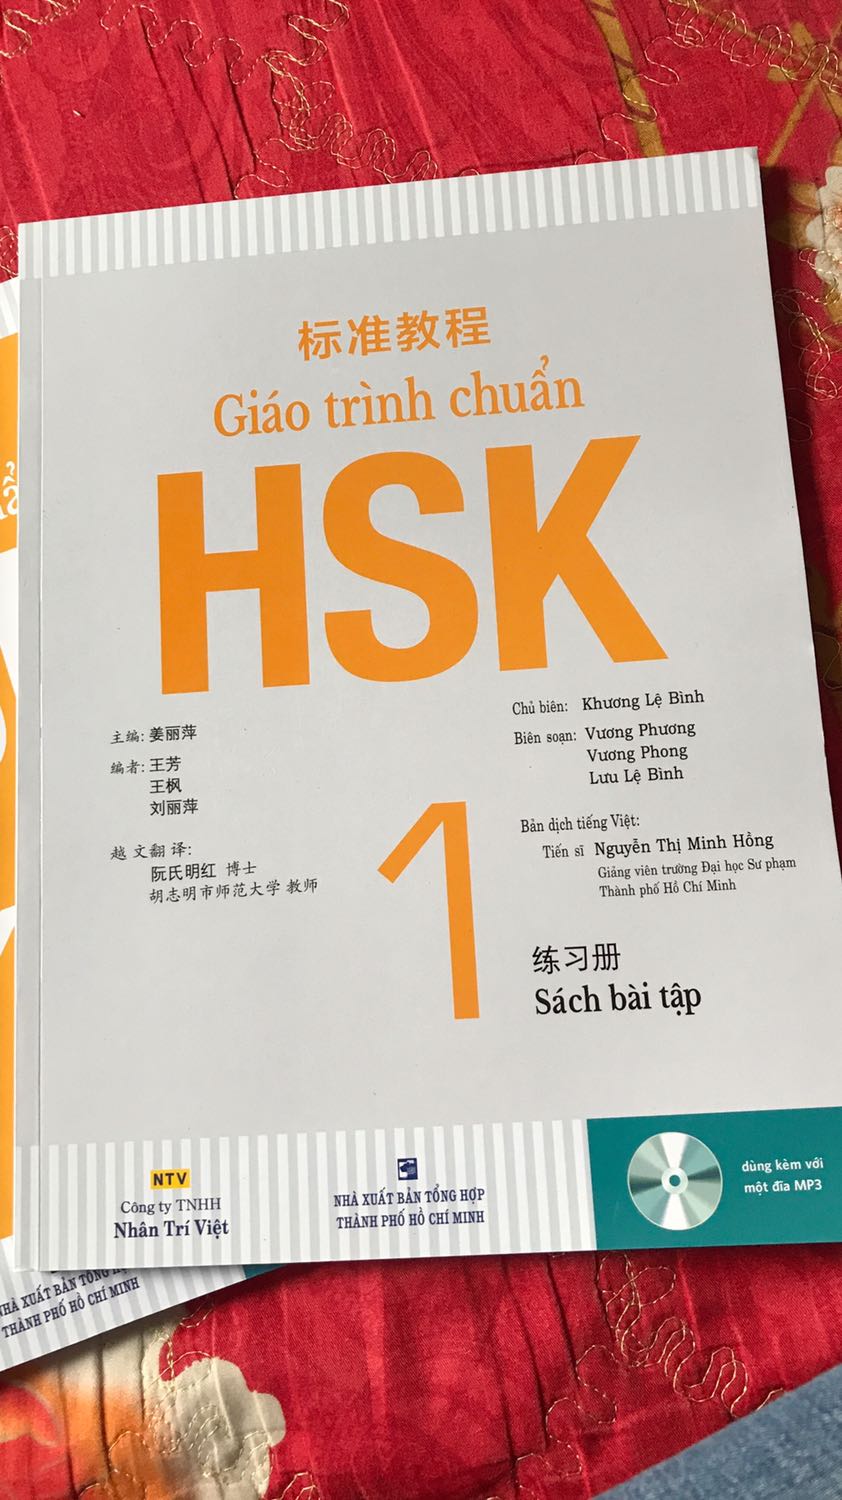 标准教程
Giáo trình chuẩn
HSK
1
主编: 姜丽萍
编者: 王芳
王枫
刘丽萍
越文翻译:
阮氏明红 博士
胡志明市师范大学 教师
Chủ biên: Khương Lệ Bình
Biên soạn: Vương Phương
Vương Phong
Lưu Lệ Bình
Bản dịch tiếng Việt:
Tiến sĩ Nguyễn Thị Minh Hồng
Giảng viên trường Đại học Sư phạm
Thành phố Hồ Chí Minh
练习册
Sách bài tập
NTV
Công ty TNHH
Nhân Trí Việt
NHÀ XUẤT BẢN TỔNG HỢP
THÀNH PHỐ HỒ CHÍ MINH
dùng kèm với
một đĩa MP3
NHÀ XUẤT BẢN TỔNG
THÀNH PHỐ HỒ CHÍ MINH